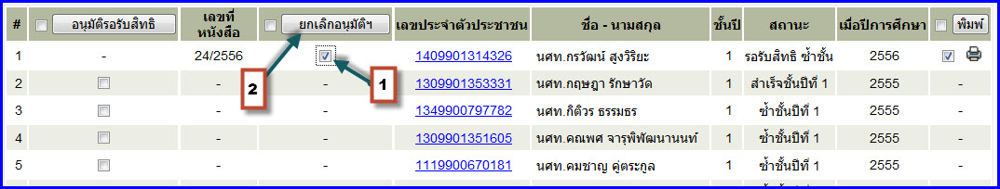 # อนุมัติรอรับสิทธิ เลขที่หนังสือ ยกเลิกอนุมัติฯ เลขประจำตัวประชาชน ชื่อ - นามสกุล ชั้นปี สถานะ เมื่อปีการศึกษา พิมพ์
1 - 24/2556 1409901314326 นศท.กรวัฒน์ สูงวิริยะ 1 รอรับสิทธิ ซ้ำชั้น 2556
2 - - 1309901353331 นศท.กฤษฎา รักษาวัด 1 สำเร็จชั้นปีที่ 1 2555 -
3 - - 1349900797782 นศท.กิติวร ธรรมธร 1 ซ้ำชั้นปีที่ 1 2555 -
4 - - 1309901351605 นศท.คณพศ จารุพิพัฒนานนท์ 1 ซ้ำชั้นปีที่ 1 2555 -
5 - - 1119900670181 นศท.คมชาญ คู่ตระกูล 1 ซ้ำชั้นปีที่ 1 2555 -
2
1